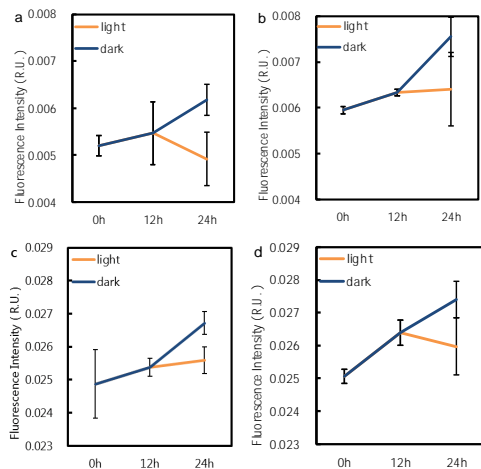 a
light
dark
Fluorescence Intensity (R.U.)
0.008
0.007
0.006
0.005
0.004
0h 12h 24h
b
light
dark
Fluorescence Intensity (R.U.)
0.008
0.007
0.006
0.005
0.004
0h 12h 24h
c
light
dark
Fluorescence Intensity (R.U.)
0.029
0.028
0.027
0.026
0.025
0.024
0.023
0h 12h 24h
d
light
dark
Fluorescence Intensity (R.U.)
0.029
0.028
0.027
0.026
0.025
0.024
0.023
0h 12h 24h